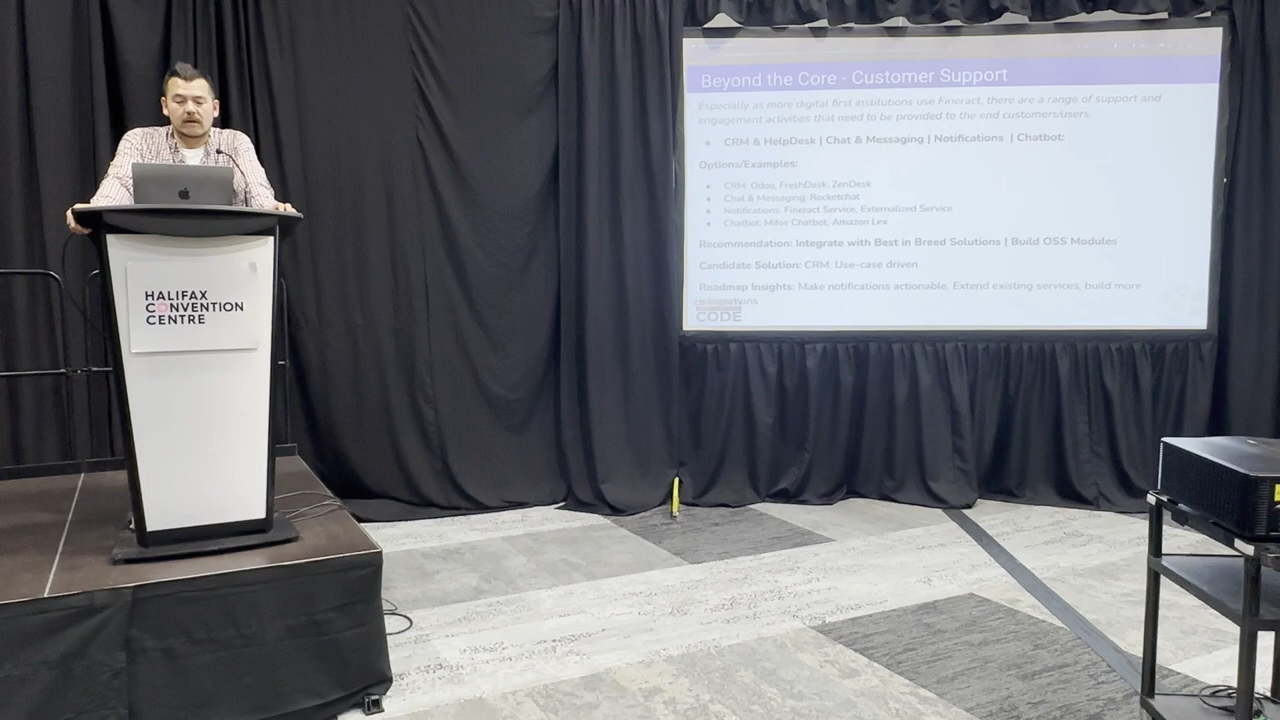 Beyond the Core - Customer Support
Especially as more digital first institutions use Fineract, there are a range of support and
engagement activities that need to be provided to the end customers/users.
● CRM & HelpDesk | Chat & Messaging | Notifications | Chatbot:
Options/Examples:
● CRM: Odoo, FreshDesk, ZenDesk
● Chat & Messaging: Rocketchat
● Notifications: Fineract Service, Externalized Service
● Chatbot: Mifos Chatbot, Amazon Lex
Recommendation: Integrate with Best in Breed Solutions | Build OSS Modules
Candidate Solution: CRM: Use-case driven
Roadmap Insights: Make notifications actionable, Extend existing services, build more
CODE
HALIFAX
CONVENTION
CENTRE